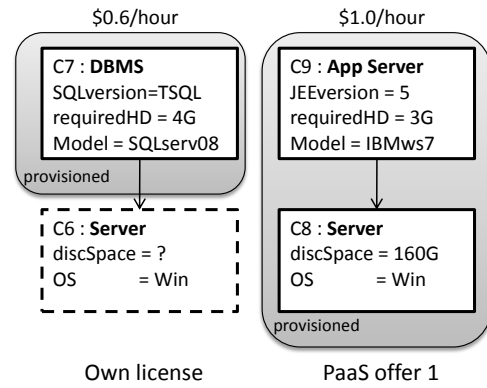 $0.6/hour
C7 : DBMS
SQLversion=TSQL
requiredHD = 4G
Model = SQLserv08
provisioned
C6 : Server
discSpace = ?
OS = Win
Own license
$1.0/hour
C9 : App Server
JEEversion = 5
requiredHD = 3G
Model = IBMws7
C8 : Server
discSpace = 160G
OS = Win
provisioned
PaaS offer 1